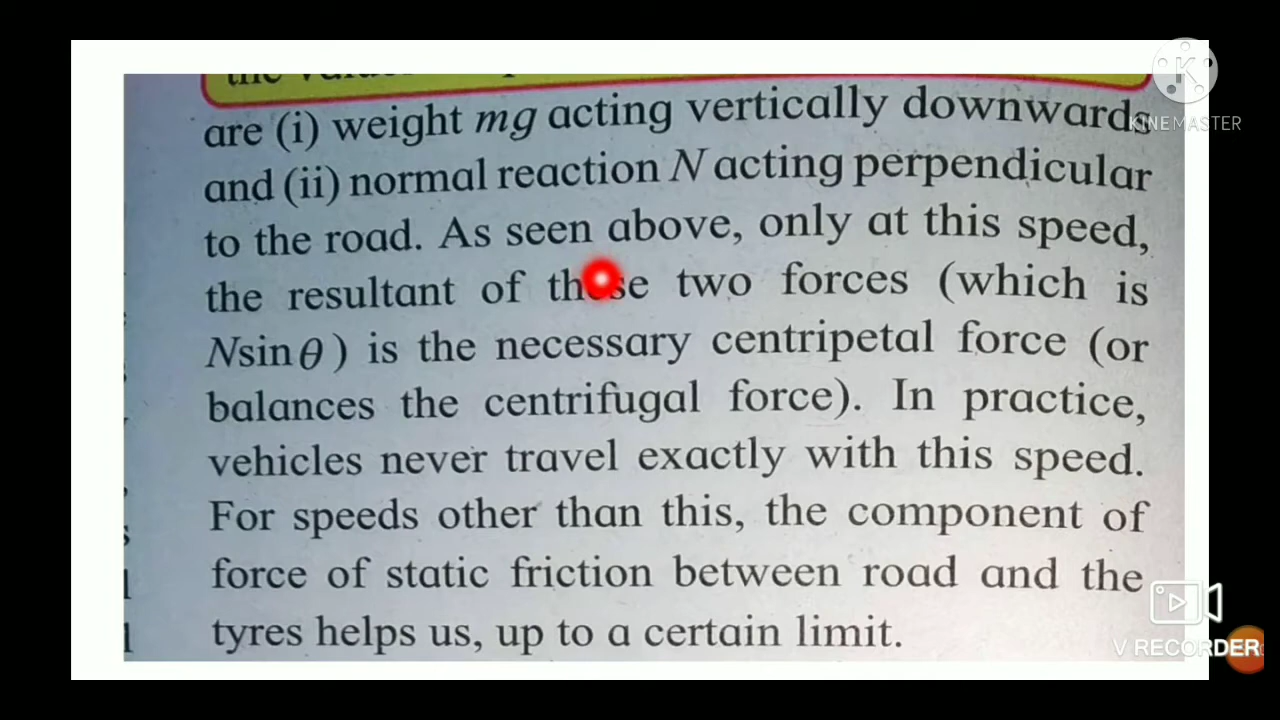 are (i) weight mg acting vertically downwards
and (ii) normal reaction N acting perpendicular
to the road. As seen above, only at this speed,
the resultant of these two forces (which is
Nsinθ) is the necessary centripetal force (or
balances the centrifugal force). In practice,
vehicles never travel exactly with this speed.
For speeds other than this, the component of
force of static friction between road and the
tyres helps us, up to a certain limit.
K
KINEMASTER
V RECORDER